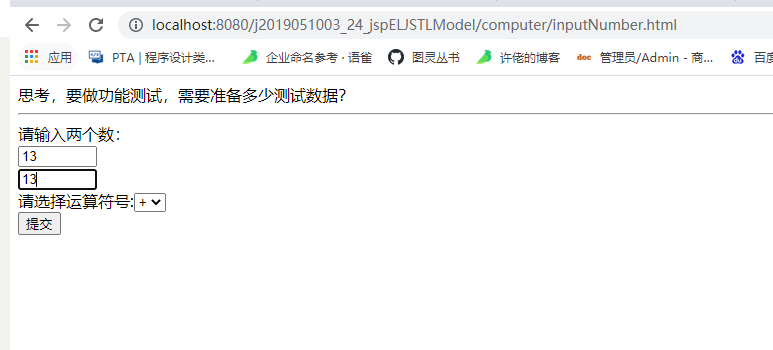 localhost:8080/j2019051003_24_jspELJSTLModel/computer/inputNumber.html
应用 PTA | 程序设计类... 企业命名参考 · 语雀 图灵丛书 许佬的博客 doc 管理员/Admin - 商... 百度
思考，要做功能测试，需要准备多少测试数据？
请输入两个数：
13
13
请选择运算符号:+
提交